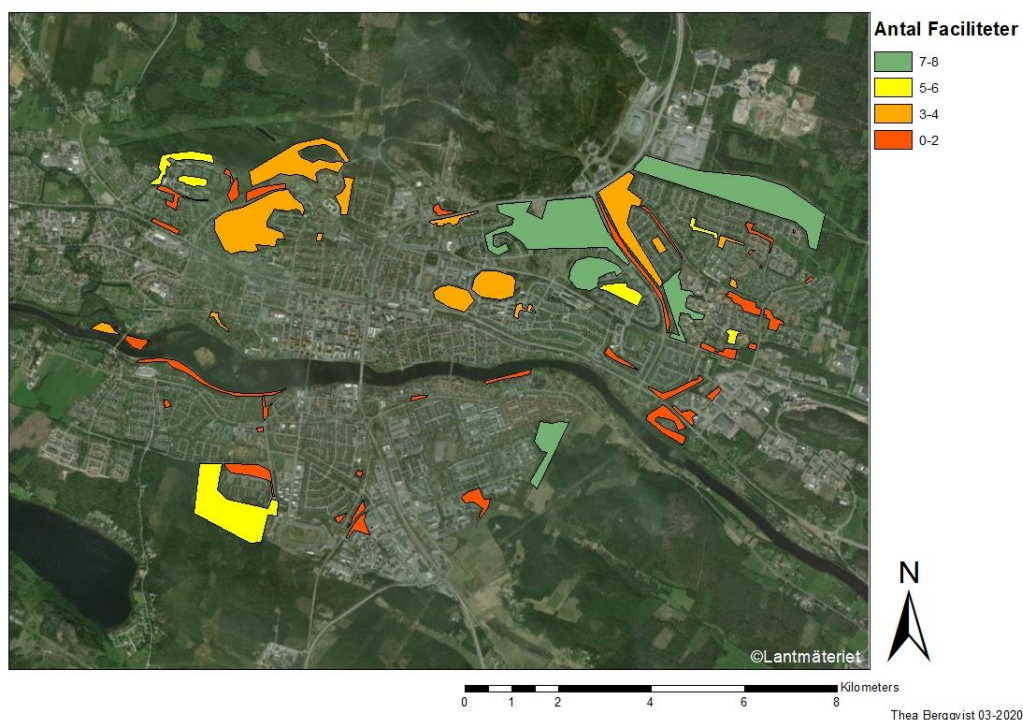 Antal Faciliteter
7-8
5-6
3-4
0-2
N
©Lantmäteriet
Kilometers
0 1 2 4 6 8
Thea Bergqvist 03-2020